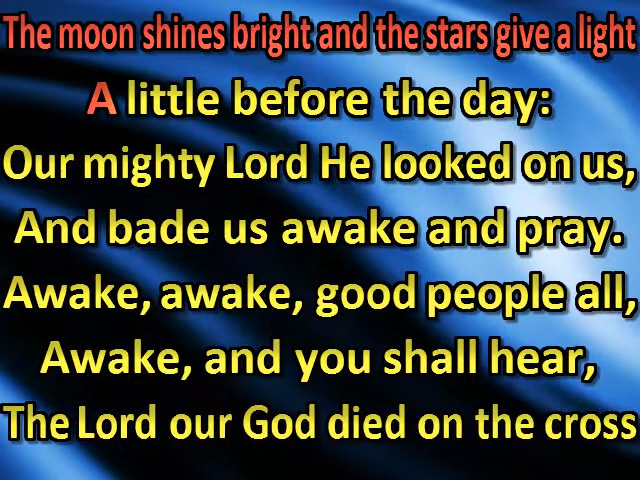 The moon shines bright and the stars give a light
A little before the day:
Our mighty Lord He looked on us,
And bade us awake and pray.
Awake, awake, good people all,
Awake, and you shall hear,
The Lord our God died on the cross